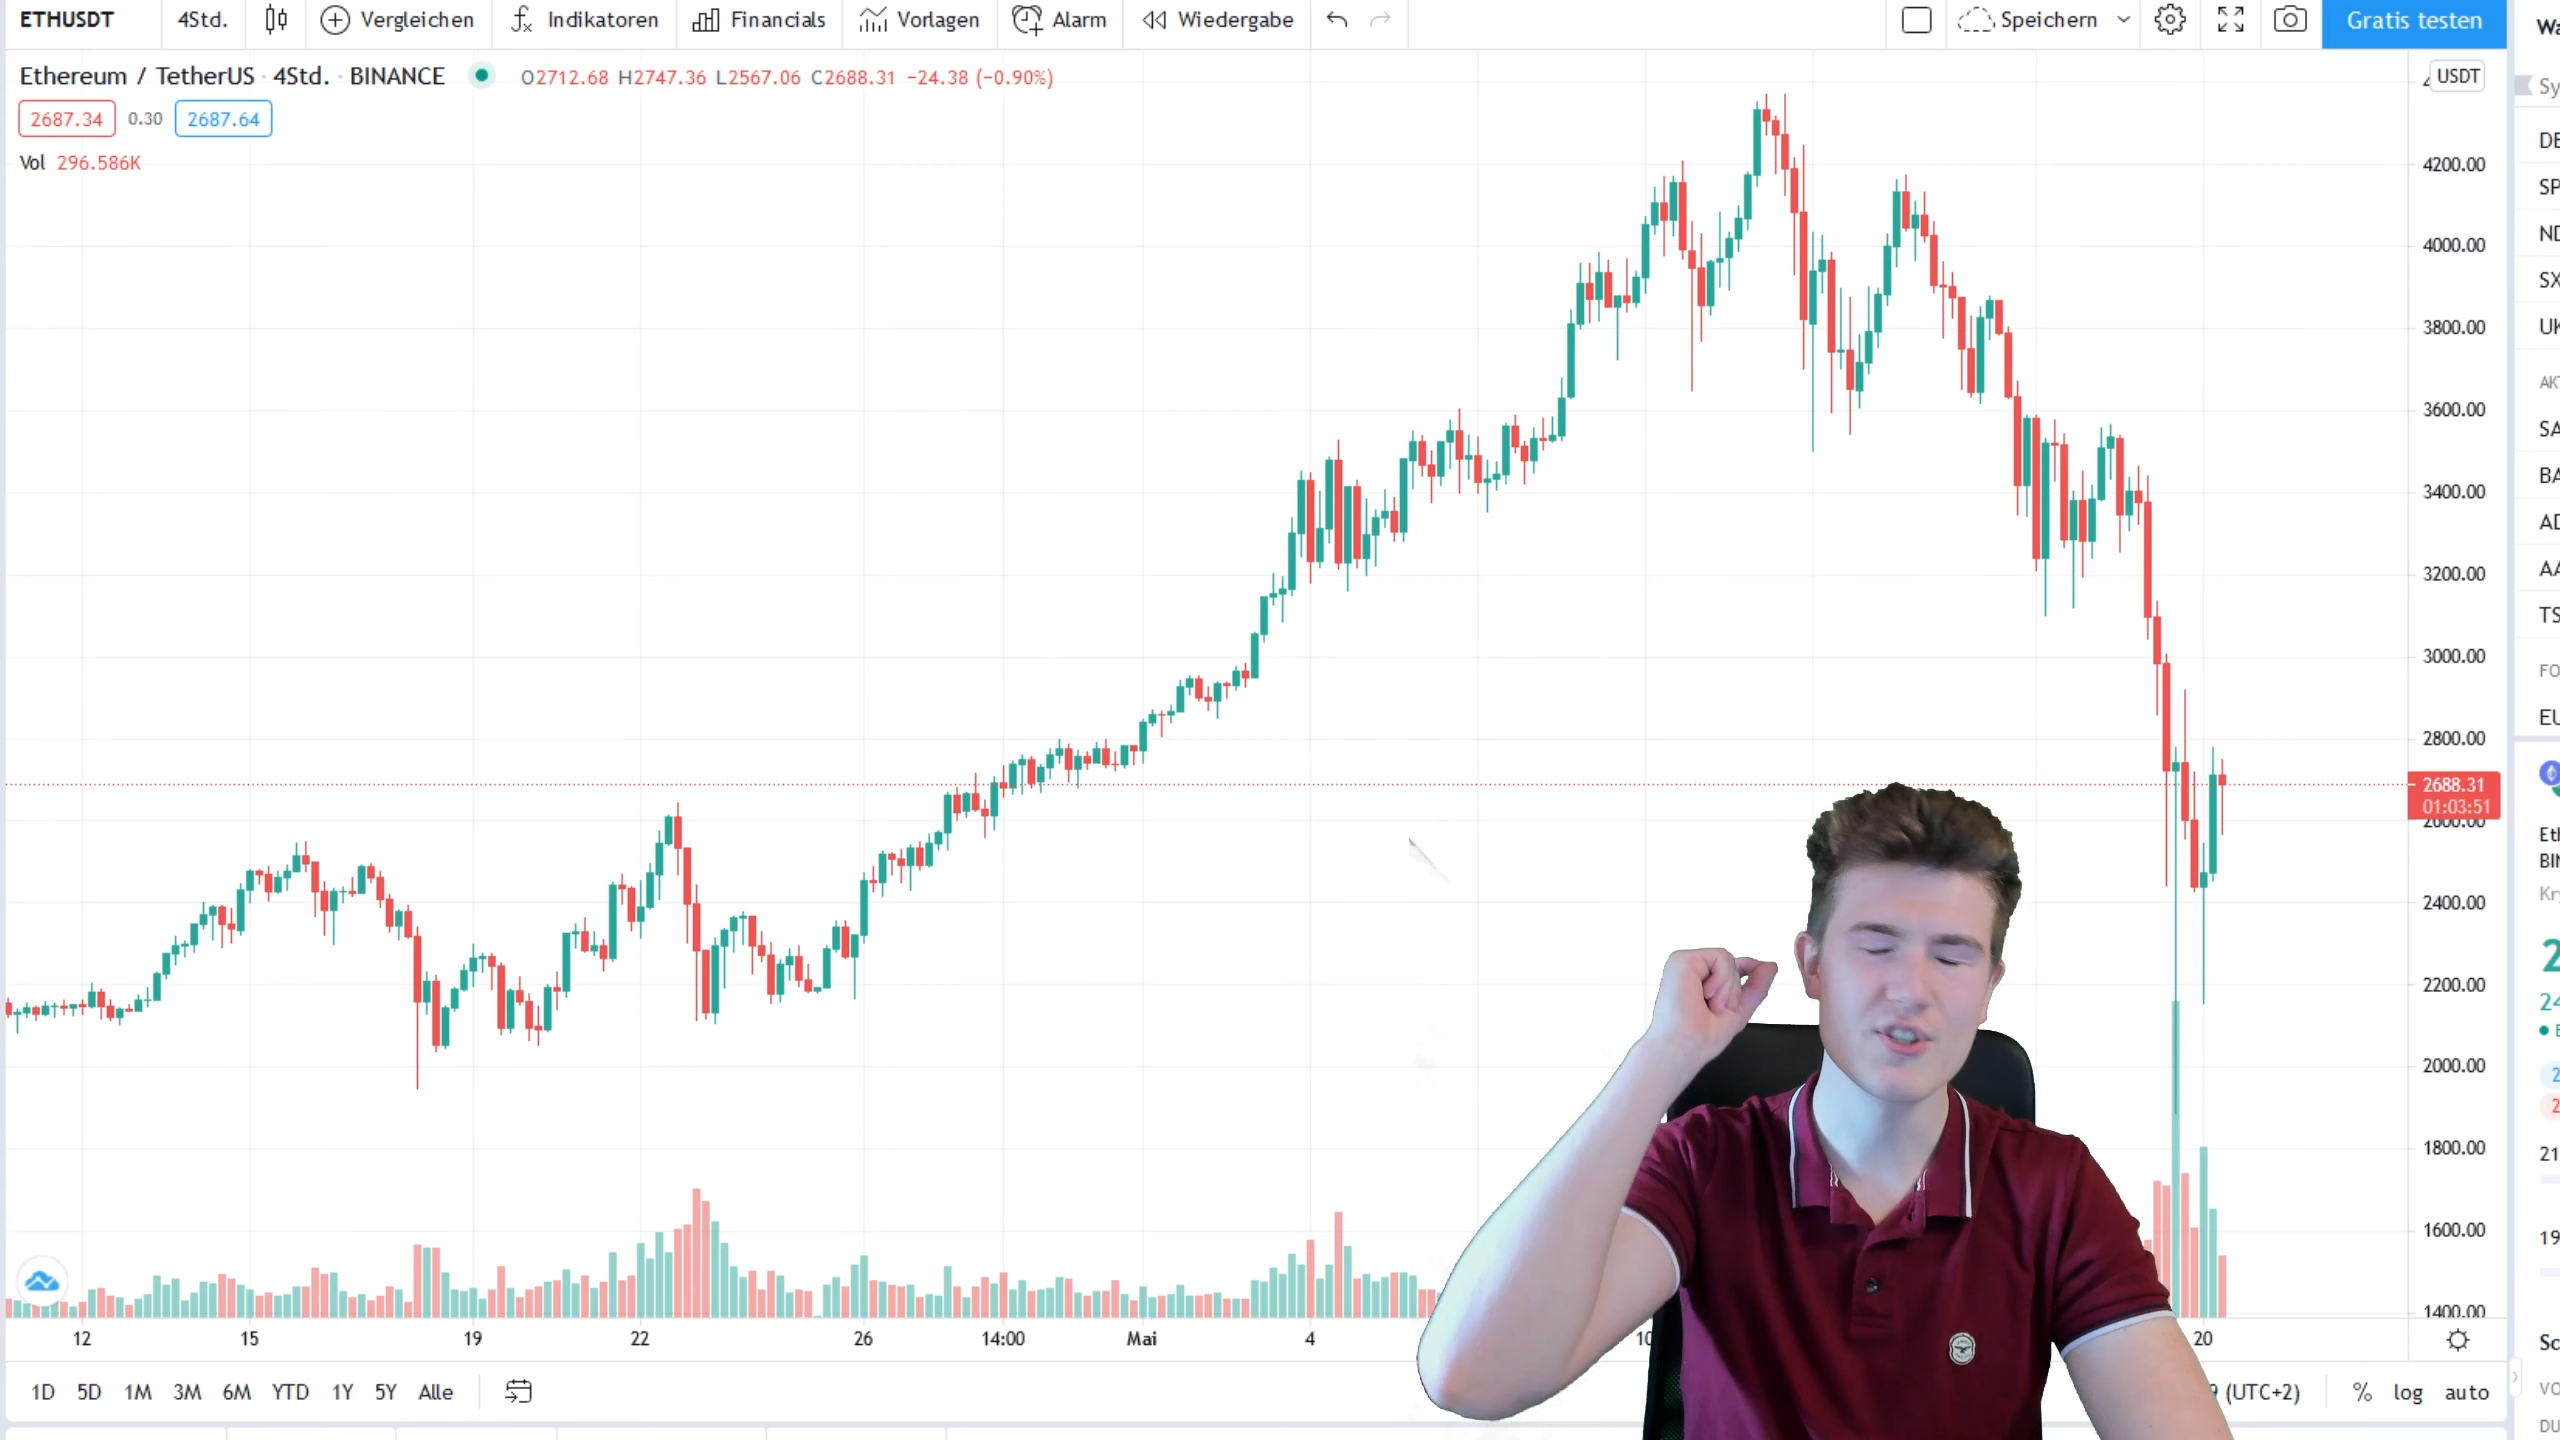 ETHUSDT 4Std. Vergleichen Indikatoren Financials Vorlagen Alarm Wiedergabe Speichern Gratis testen
Ethereum / TetherUS · 4Std. · BINANCE O2712.68 H2747.36 L2567.06 C2688.31 −24.38 (−0.90%)
USDT
2687.34 0.30 2687.64
Vol 296.586K
4200.00
4000.00
3800.00
3600.00
3400.00
3200.00
3000.00
2800.00
2688.31
01:03:51
2600.00
2400.00
2200.00
2000.00
1800.00
1600.00
1400.00
12 15 19 22 26 14:00 Mai 4 10 20
1D 5D 1M 3M 6M YTD 1Y 5Y Alle (UTC+2) % log auto